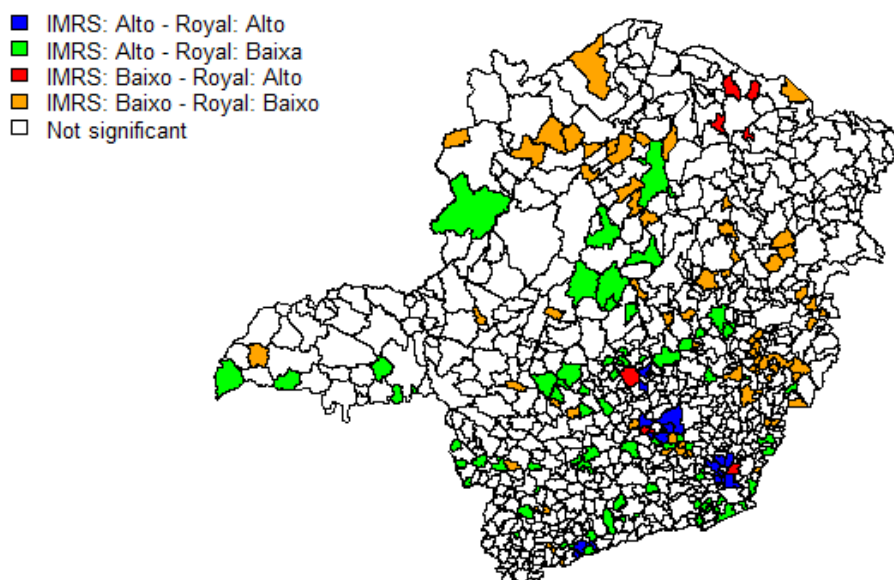 IMRS: Alto - Royal: Alto
IMRS: Alto - Royal: Baixa
IMRS: Baixo - Royal: Alto
IMRS: Baixo - Royal: Baixo
Not significant